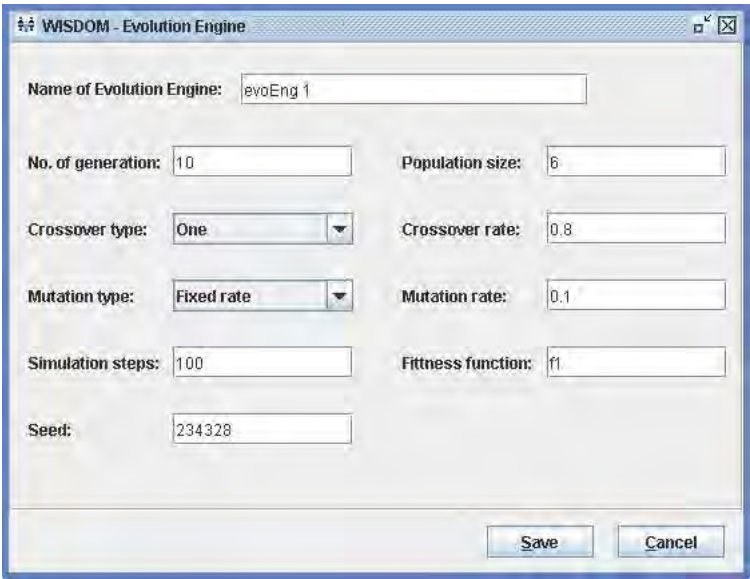 WISDOM - Evolution Engine
Name of Evolution Engine: evoEng 1
No. of generation: 10 Population size: 6
Crossover type: One Crossover rate: 0.8
Mutation type: Fixed rate Mutation rate: 0.1
Simulation steps: 100 Fittness function: f1
Seed: 234328
Save Cancel